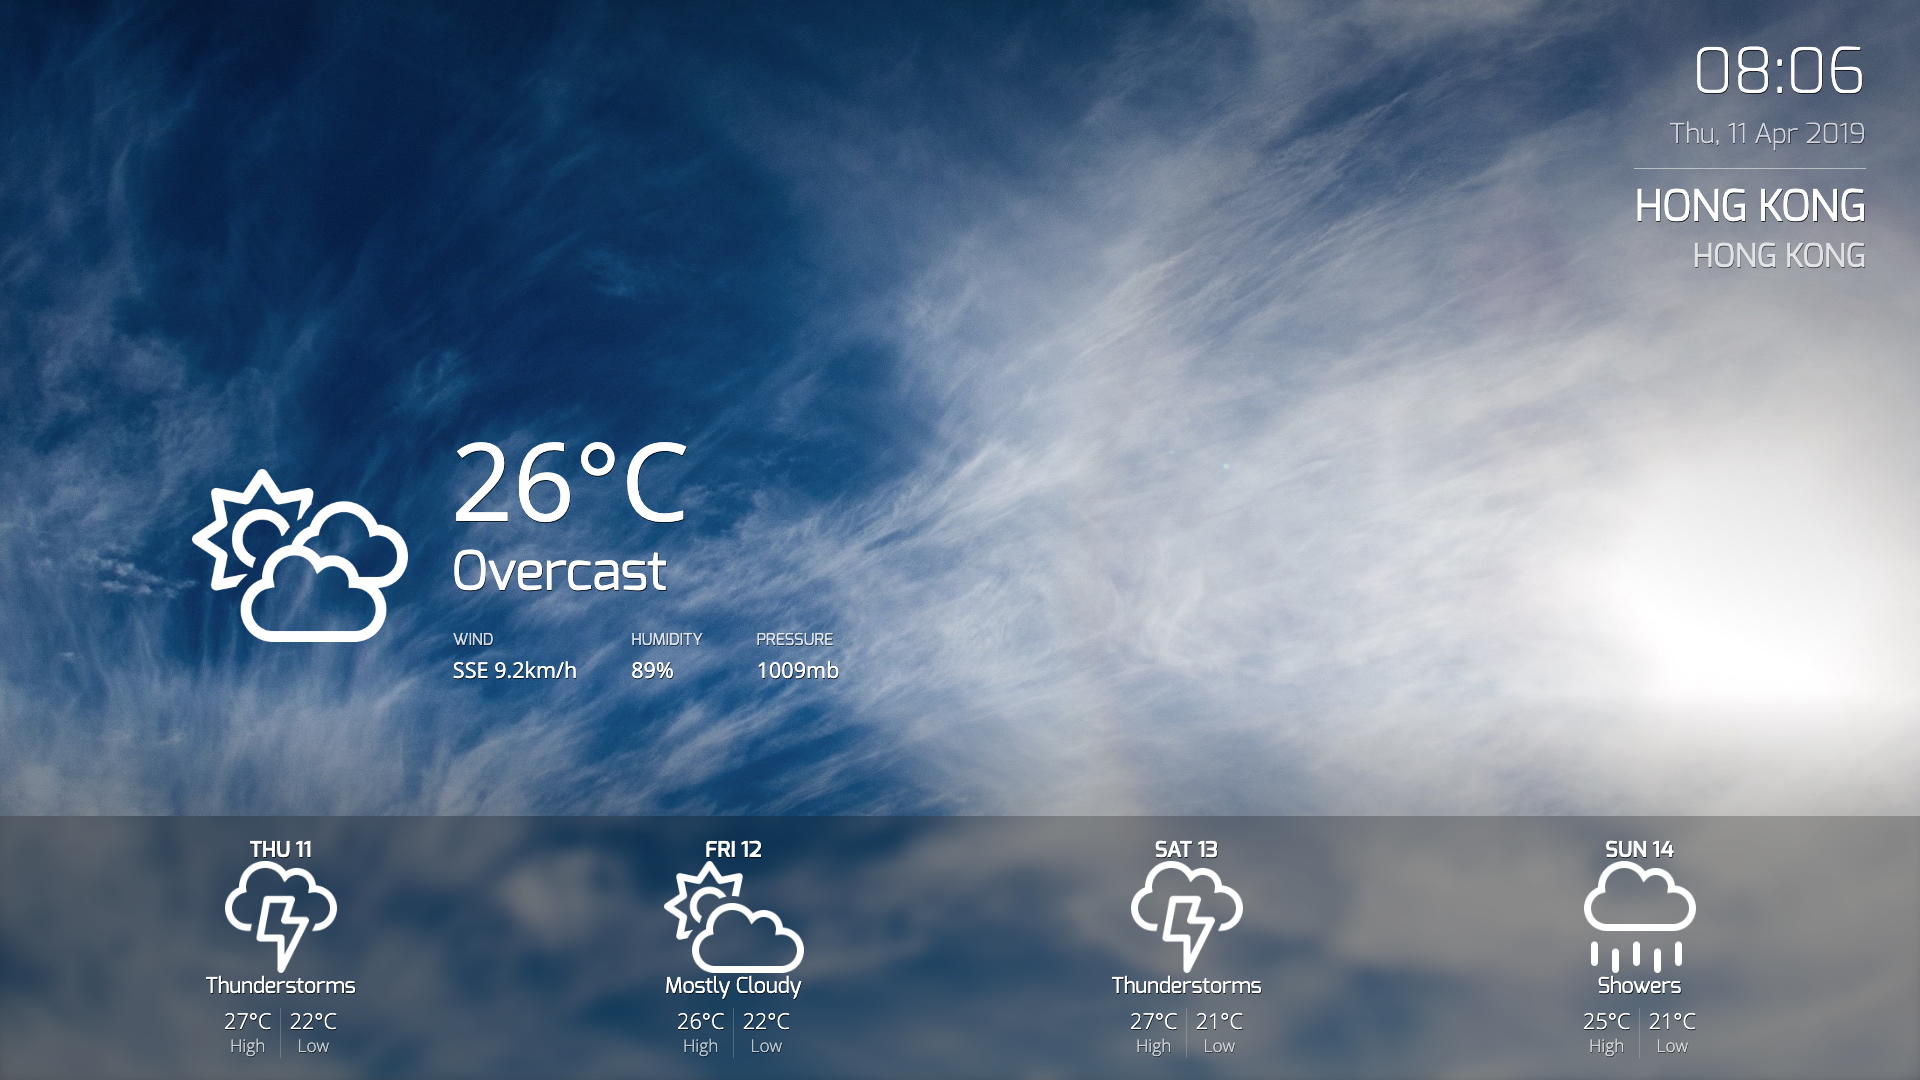 08:06
Thu, 11 Apr 2019
HONG KONG
HONG KONG
26°C
Overcast
WIND HUMIDITY PRESSURE
SSE 9.2km/h 89% 1009mb
THU 11 FRI 12 SAT 13 SUN 14
Thunderstorms Mostly Cloudy Thunderstorms Showers
27°C 22°C 26°C 22°C 27°C 21°C 25°C 21°C
High Low High Low High Low High Low